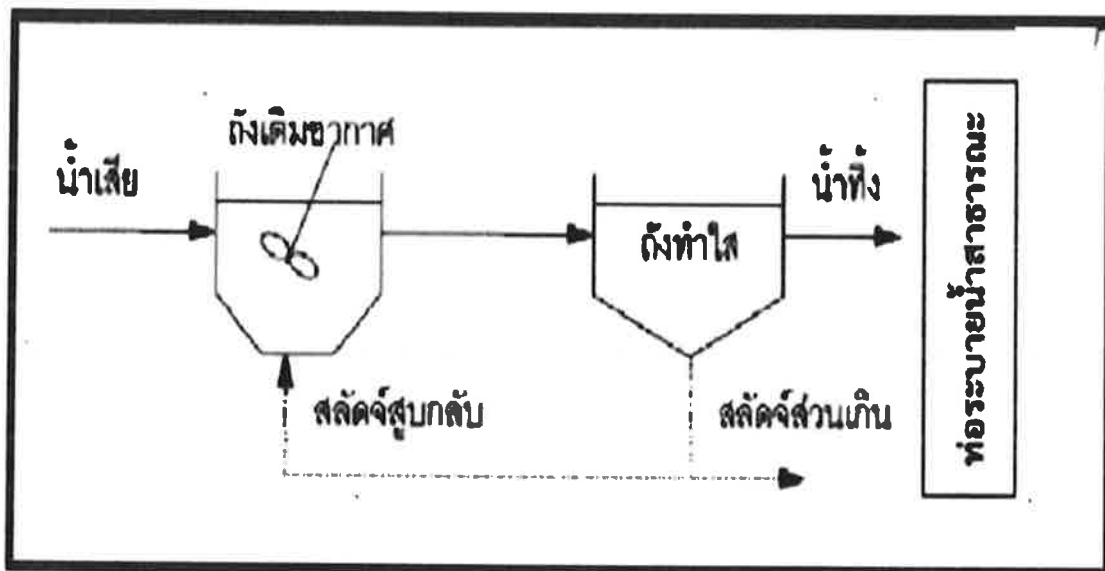 ถังเติมอากาศ
น้ำเสีย
น้ำทิ้ง
ถังทำใส
ท่อระบายน้ำสาธารณะ
สลัดจ์สูบกลับ
สลัดจ์ส่วนเกิน